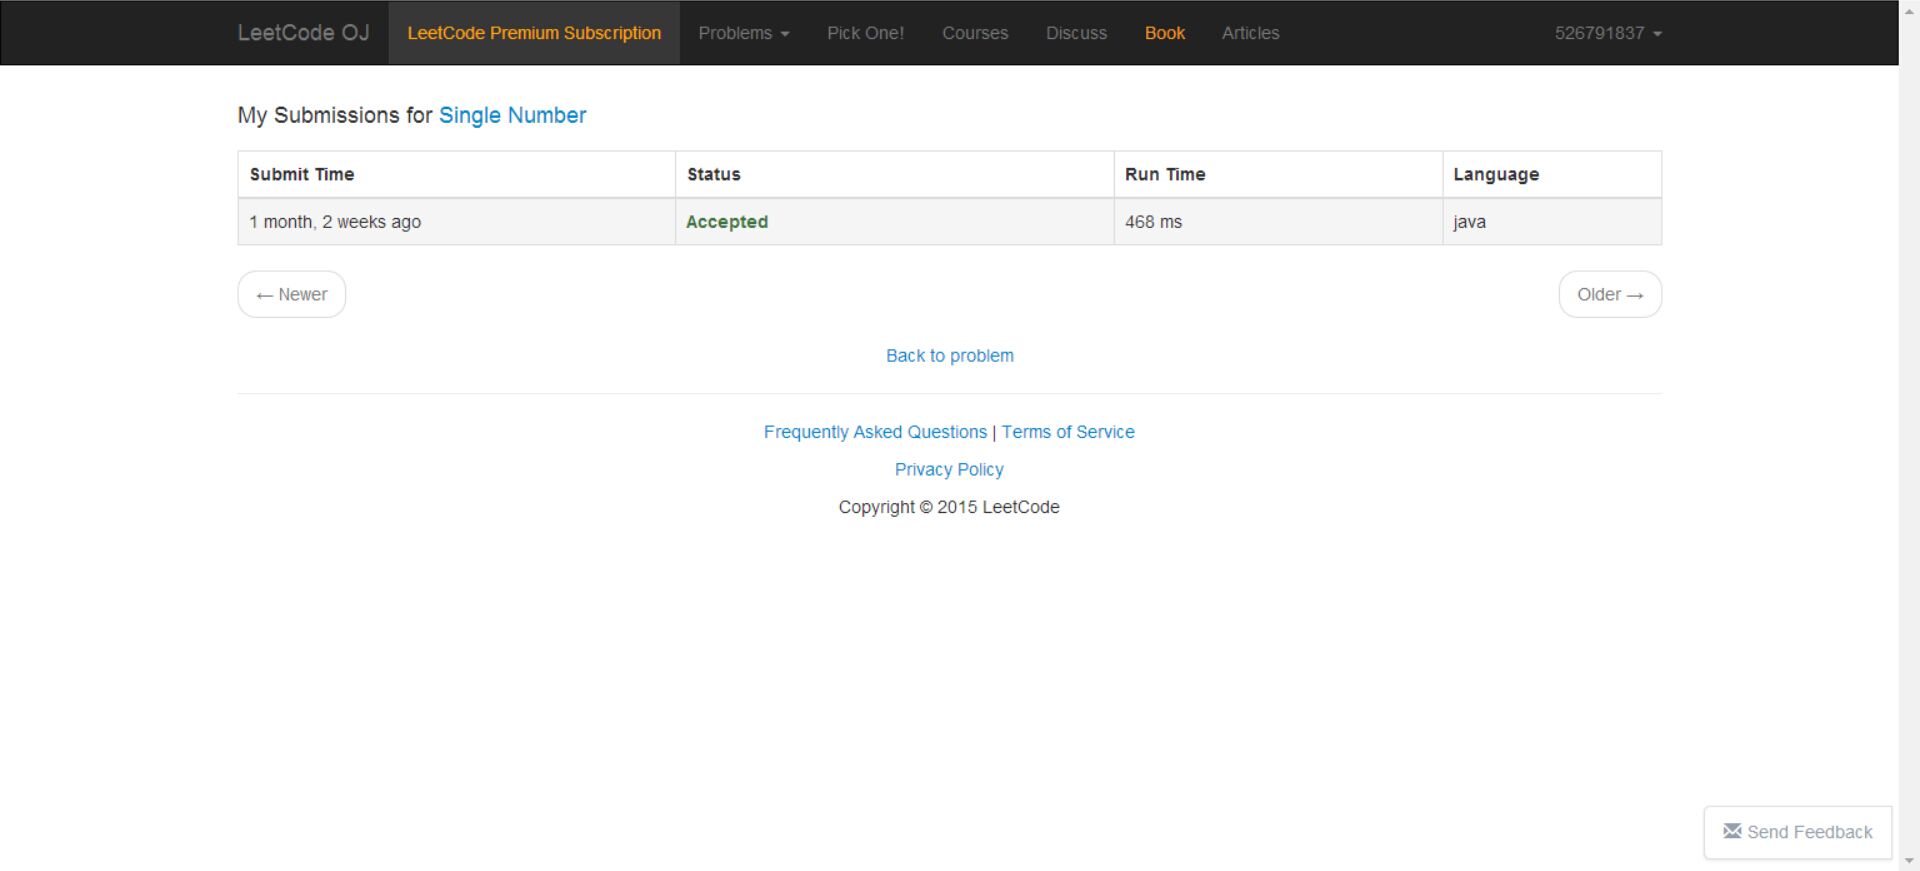 LeetCode OJ LeetCode Premium Subscription Problems Pick One! Courses Discuss Book Articles 526791837
My Submissions for Single Number
Submit Time Status Run Time Language
1 month, 2 weeks ago Accepted 468 ms java
← Newer Older →
Back to problem
Frequently Asked Questions | Terms of Service
Privacy Policy
Copyright © 2015 LeetCode
Send Feedback